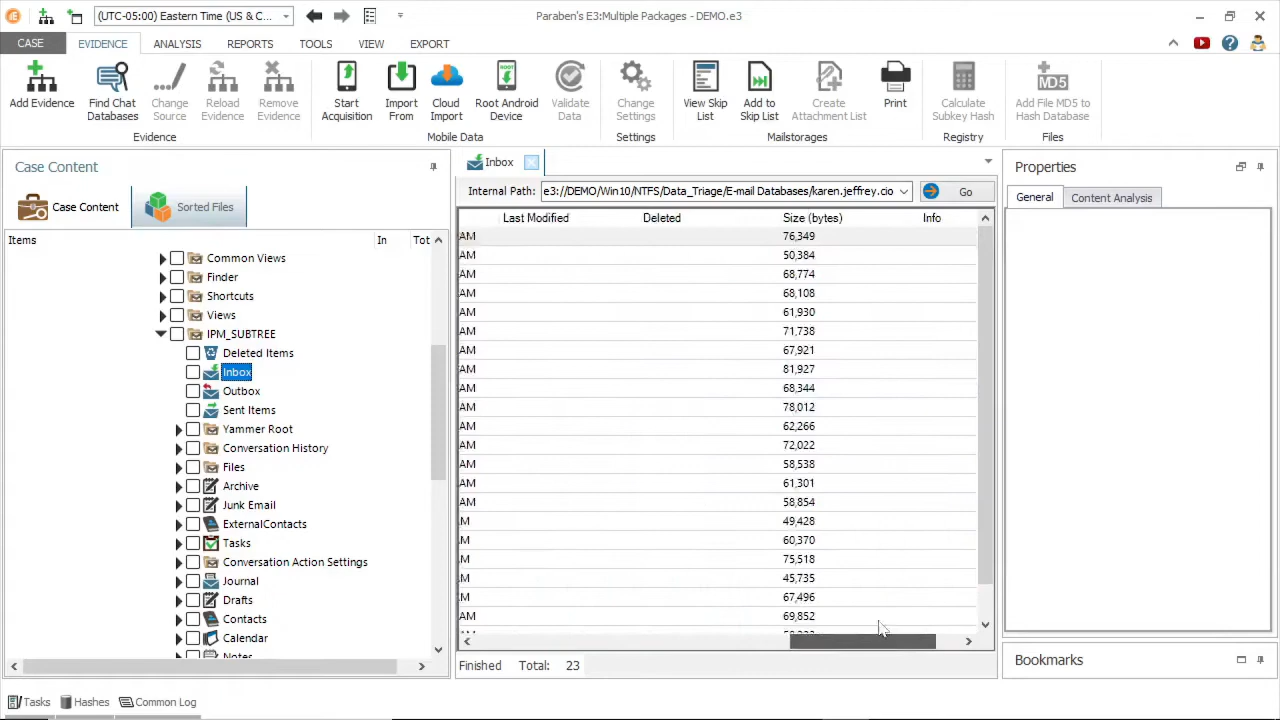 (UTC-05:00) Eastern Time (US & C...
Paraben's E3:Multiple Packages - DEMO.e3
CASE EVIDENCE ANALYSIS REPORTS TOOLS VIEW EXPORT
Add Evidence
Find Chat
Databases
Change
Source
Reload
Evidence
Remove
Evidence
Evidence
Start
Acquisition
Import
From
Cloud
Import
ROOT
Root Android
Device
Validate
Data
Mobile Data
Change
Settings
Settings
View Skip
List
Add to
Skip List
Create
Attachment List
Print
Mailstorages
Calculate
Subkey Hash
Registry
MD5
Add File MD5 to
Hash Database
Files
Case Content
Case Content Sorted Files
Items In Tot
Common Views
Finder
Shortcuts
Views
IPM_SUBTREE
Deleted Items
Inbox
Outbox
Sent Items
Yammer Root
Conversation History
Files
Archive
Junk Email
ExternalContacts
Tasks
Conversation Action Settings
Journal
Drafts
Contacts
Calendar
Notes
Inbox
Internal Path: e3://DEMO/Win10/NTFS/Data_Triage/Email Databases/karen.jeffrey.cio Go
Last Modified Deleted Size (bytes) Info
AM 76,349
AM 50,384
AM 68,774
AM 68,108
AM 61,930
AM 71,738
AM 67,921
AM 81,927
AM 68,344
AM 78,012
AM 62,266
AM 72,022
AM 58,538
AM 61,301
AM 58,854
M 49,428
M 60,370
M 75,518
M 45,735
M 67,496
AM 69,852
Finished Total: 23
Properties
General Content Analysis
Bookmarks
Tasks Hashes Common Log